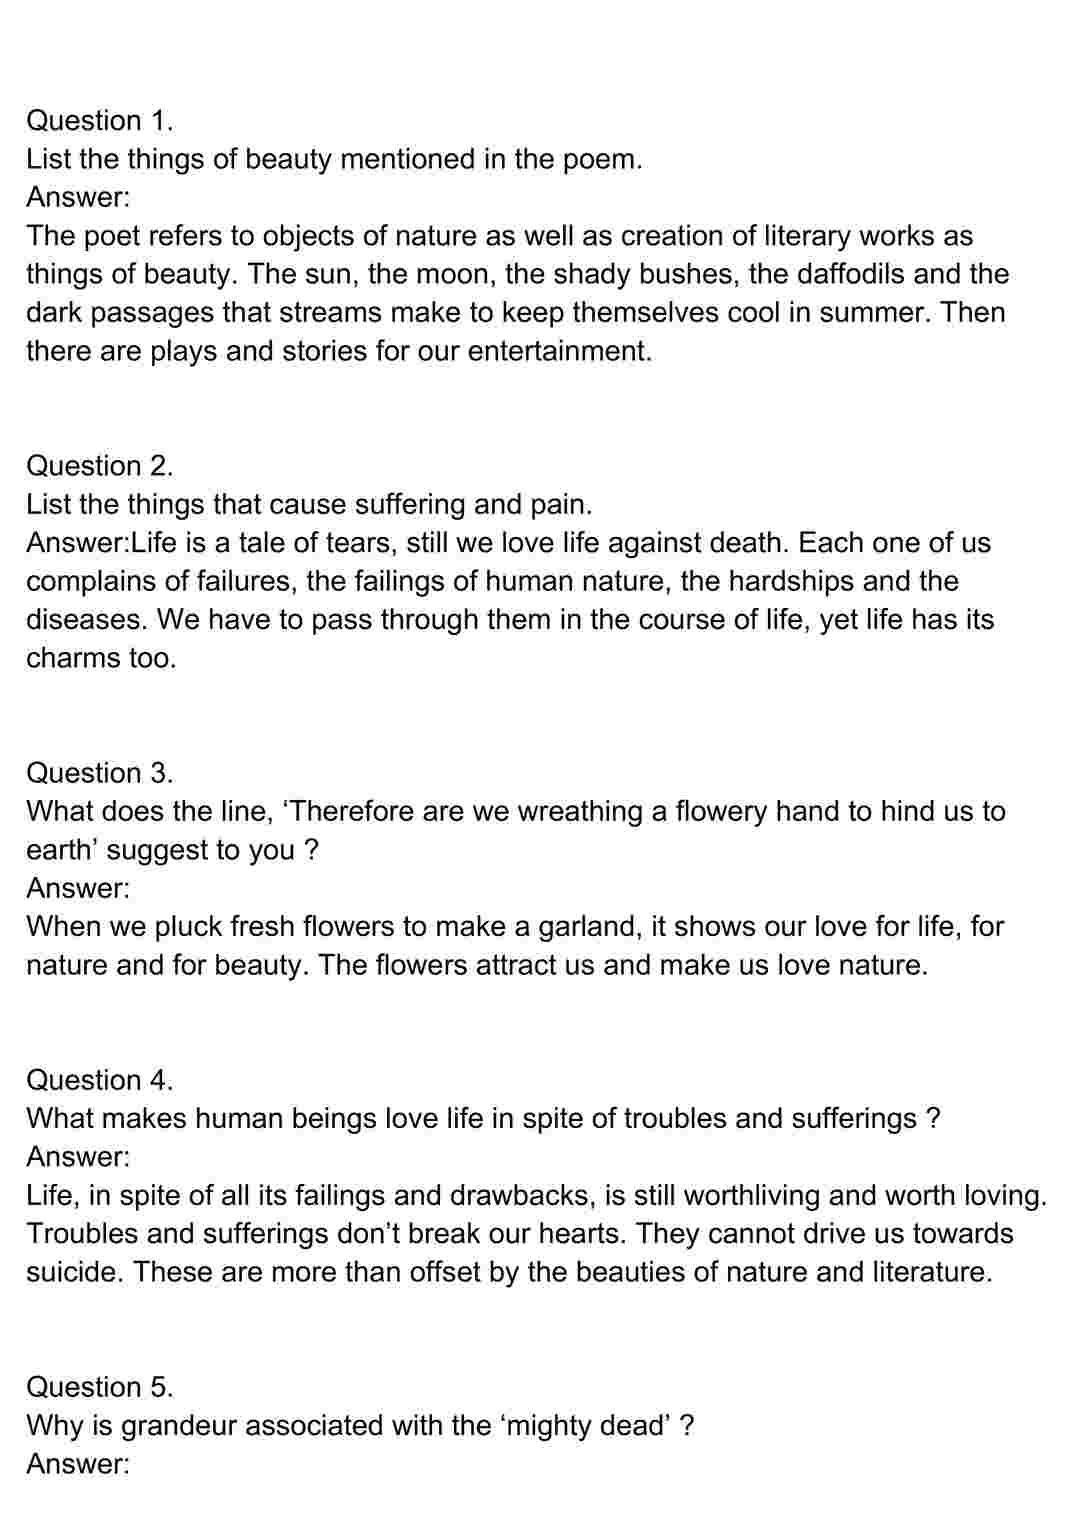 Question 1.
List the things of beauty mentioned in the poem.
Answer:
The poet refers to objects of nature as well as creation of literary works as
things of beauty. The sun, the moon, the shady bushes, the daffodils and the
dark passages that streams make to keep themselves cool in summer. Then
there are plays and stories for our entertainment.
Question 2.
List the things that cause suffering and pain.
Answer:Life is a tale of tears, still we love life against death. Each one of us
complains of failures, the failings of human nature, the hardships and the
diseases. We have to pass through them in the course of life, yet life has its
charms too.
Question 3.
What does the line, ‘Therefore are we wreathing a flowery hand to hind us to
earth’ suggest to you ?
Answer:
When we pluck fresh flowers to make a garland, it shows our love for life, for
nature and for beauty. The flowers attract us and make us love nature.
Question 4.
What makes human beings love life in spite of troubles and sufferings ?
Answer:
Life, in spite of all its failings and drawbacks, is still worthliving and worth loving.
Troubles and sufferings don’t break our hearts. They cannot drive us towards
suicide. These are more than offset by the beauties of nature and literature.
Question 5.
Why is grandeur associated with the ‘mighty dead’ ?
Answer: